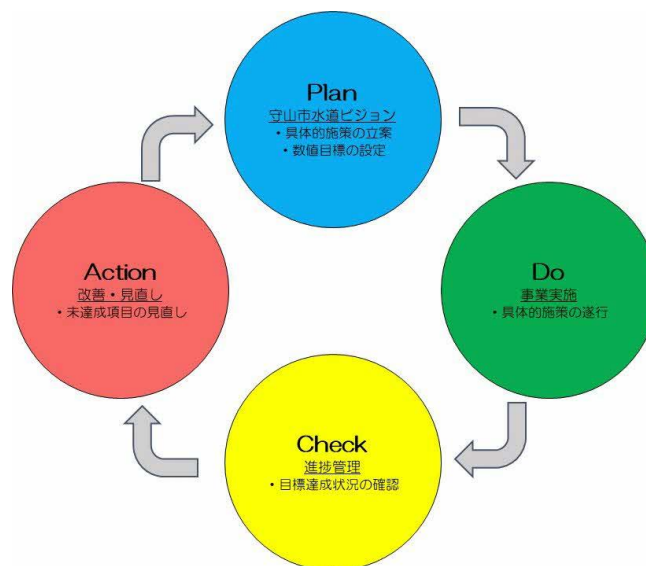 Plan
守山市水道ビジョン
・具体的施策の立案
・数値目標の設定
Do
事業実施
・具体的施策の遂行
Check
進捗管理
・目標達成状況の確認
Action
改善・見直し
・未達成項目の見直し